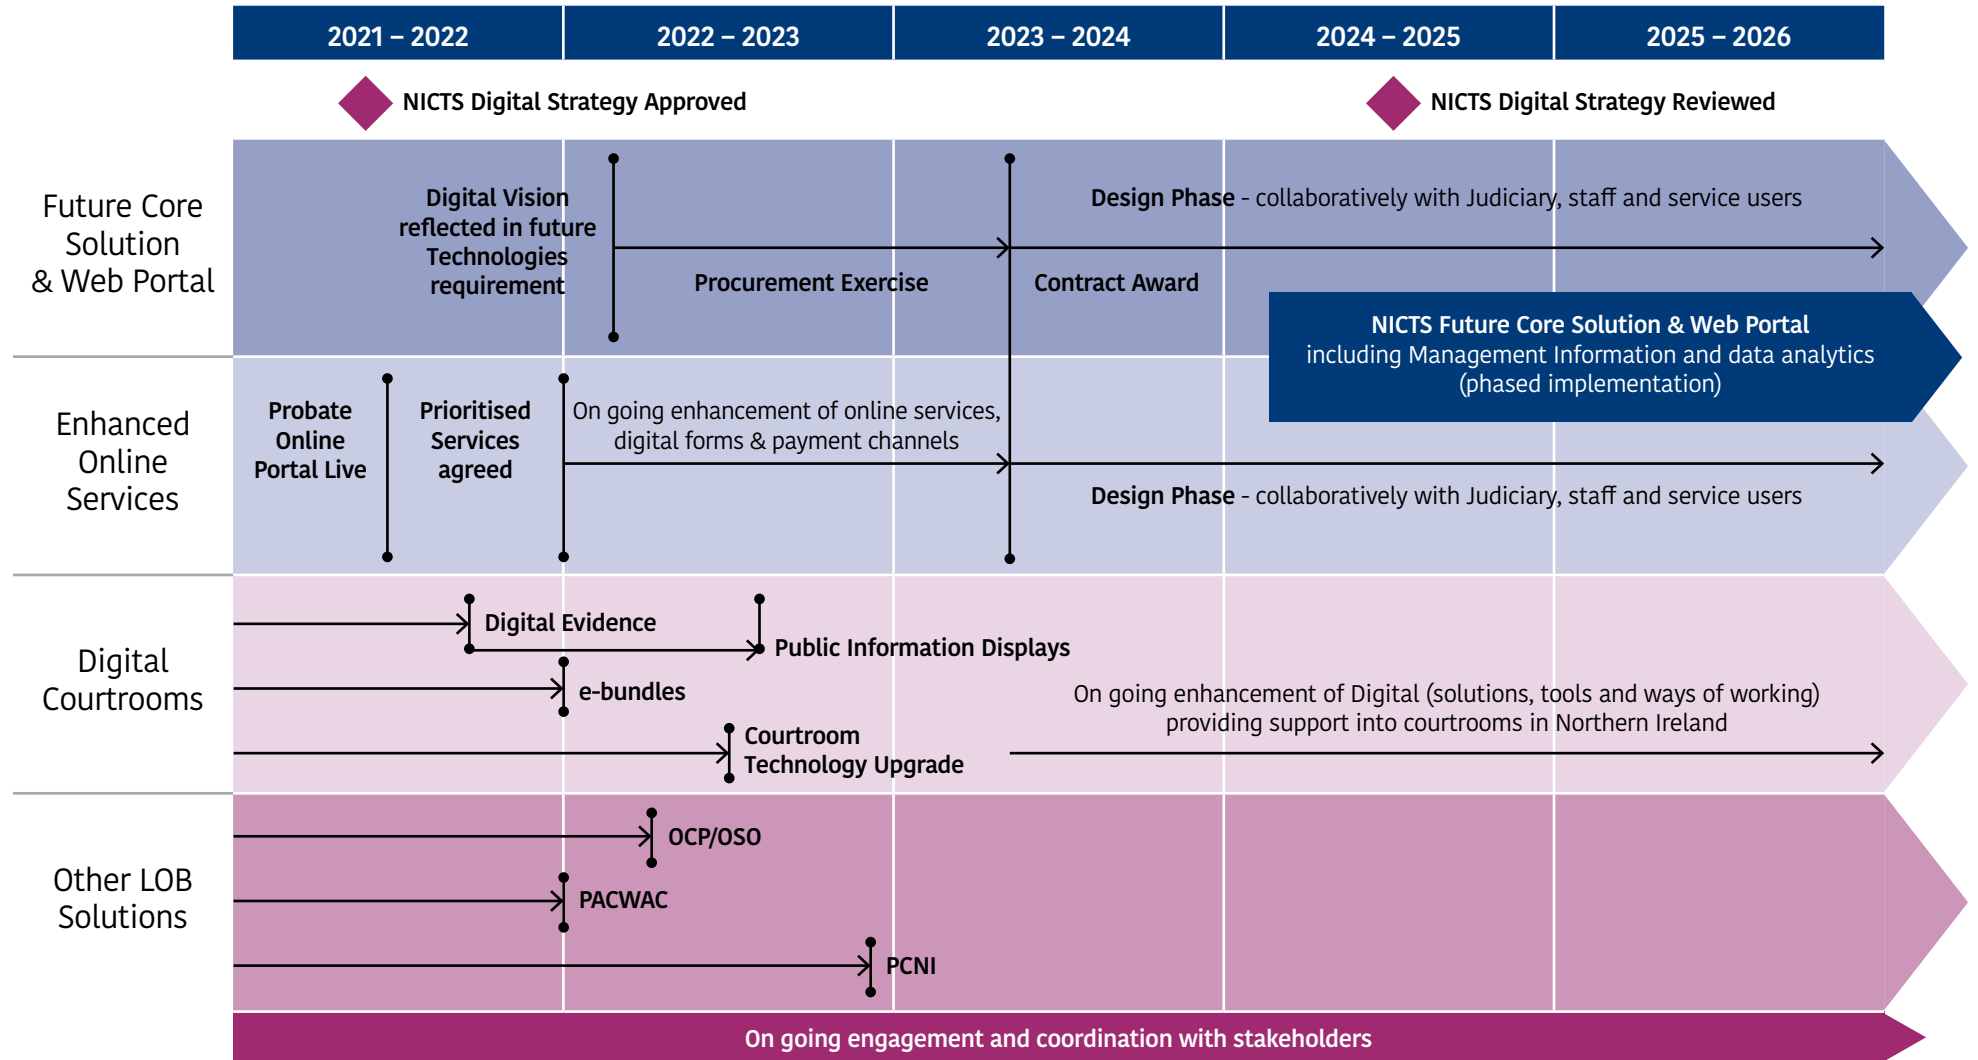 2021 – 2022
2022 – 2023
2023 – 2024
2024 – 2025
2025 – 2026
NICTS Digital Strategy Approved
NICTS Digital Strategy Reviewed
Future Core
Solution
& Web Portal
Digital Vision
reflected in future
Technologies
requirement
Procurement Exercise
Design Phase - collaboratively with Judiciary, staff and service users
Contract Award
NICTS Future Core Solution & Web Portal
including Management Information and data analytics
(phased implementation)
Enhanced
Online
Services
Probate
Online
Portal Live
Prioritised
Services
agreed
On going enhancement of online services,
digital forms & payment channels
Design Phase - collaboratively with Judiciary, staff and service users
Digital
Courtrooms
Digital Evidence
Public Information Displays
e-bundles
Courtroom
Technology Upgrade
On going enhancement of Digital (solutions, tools and ways of working)
providing support into courtrooms in Northern Ireland
Other LOB
Solutions
OCP/OSO
PACWAC
PCNI
On going engagement and coordination with stakeholders